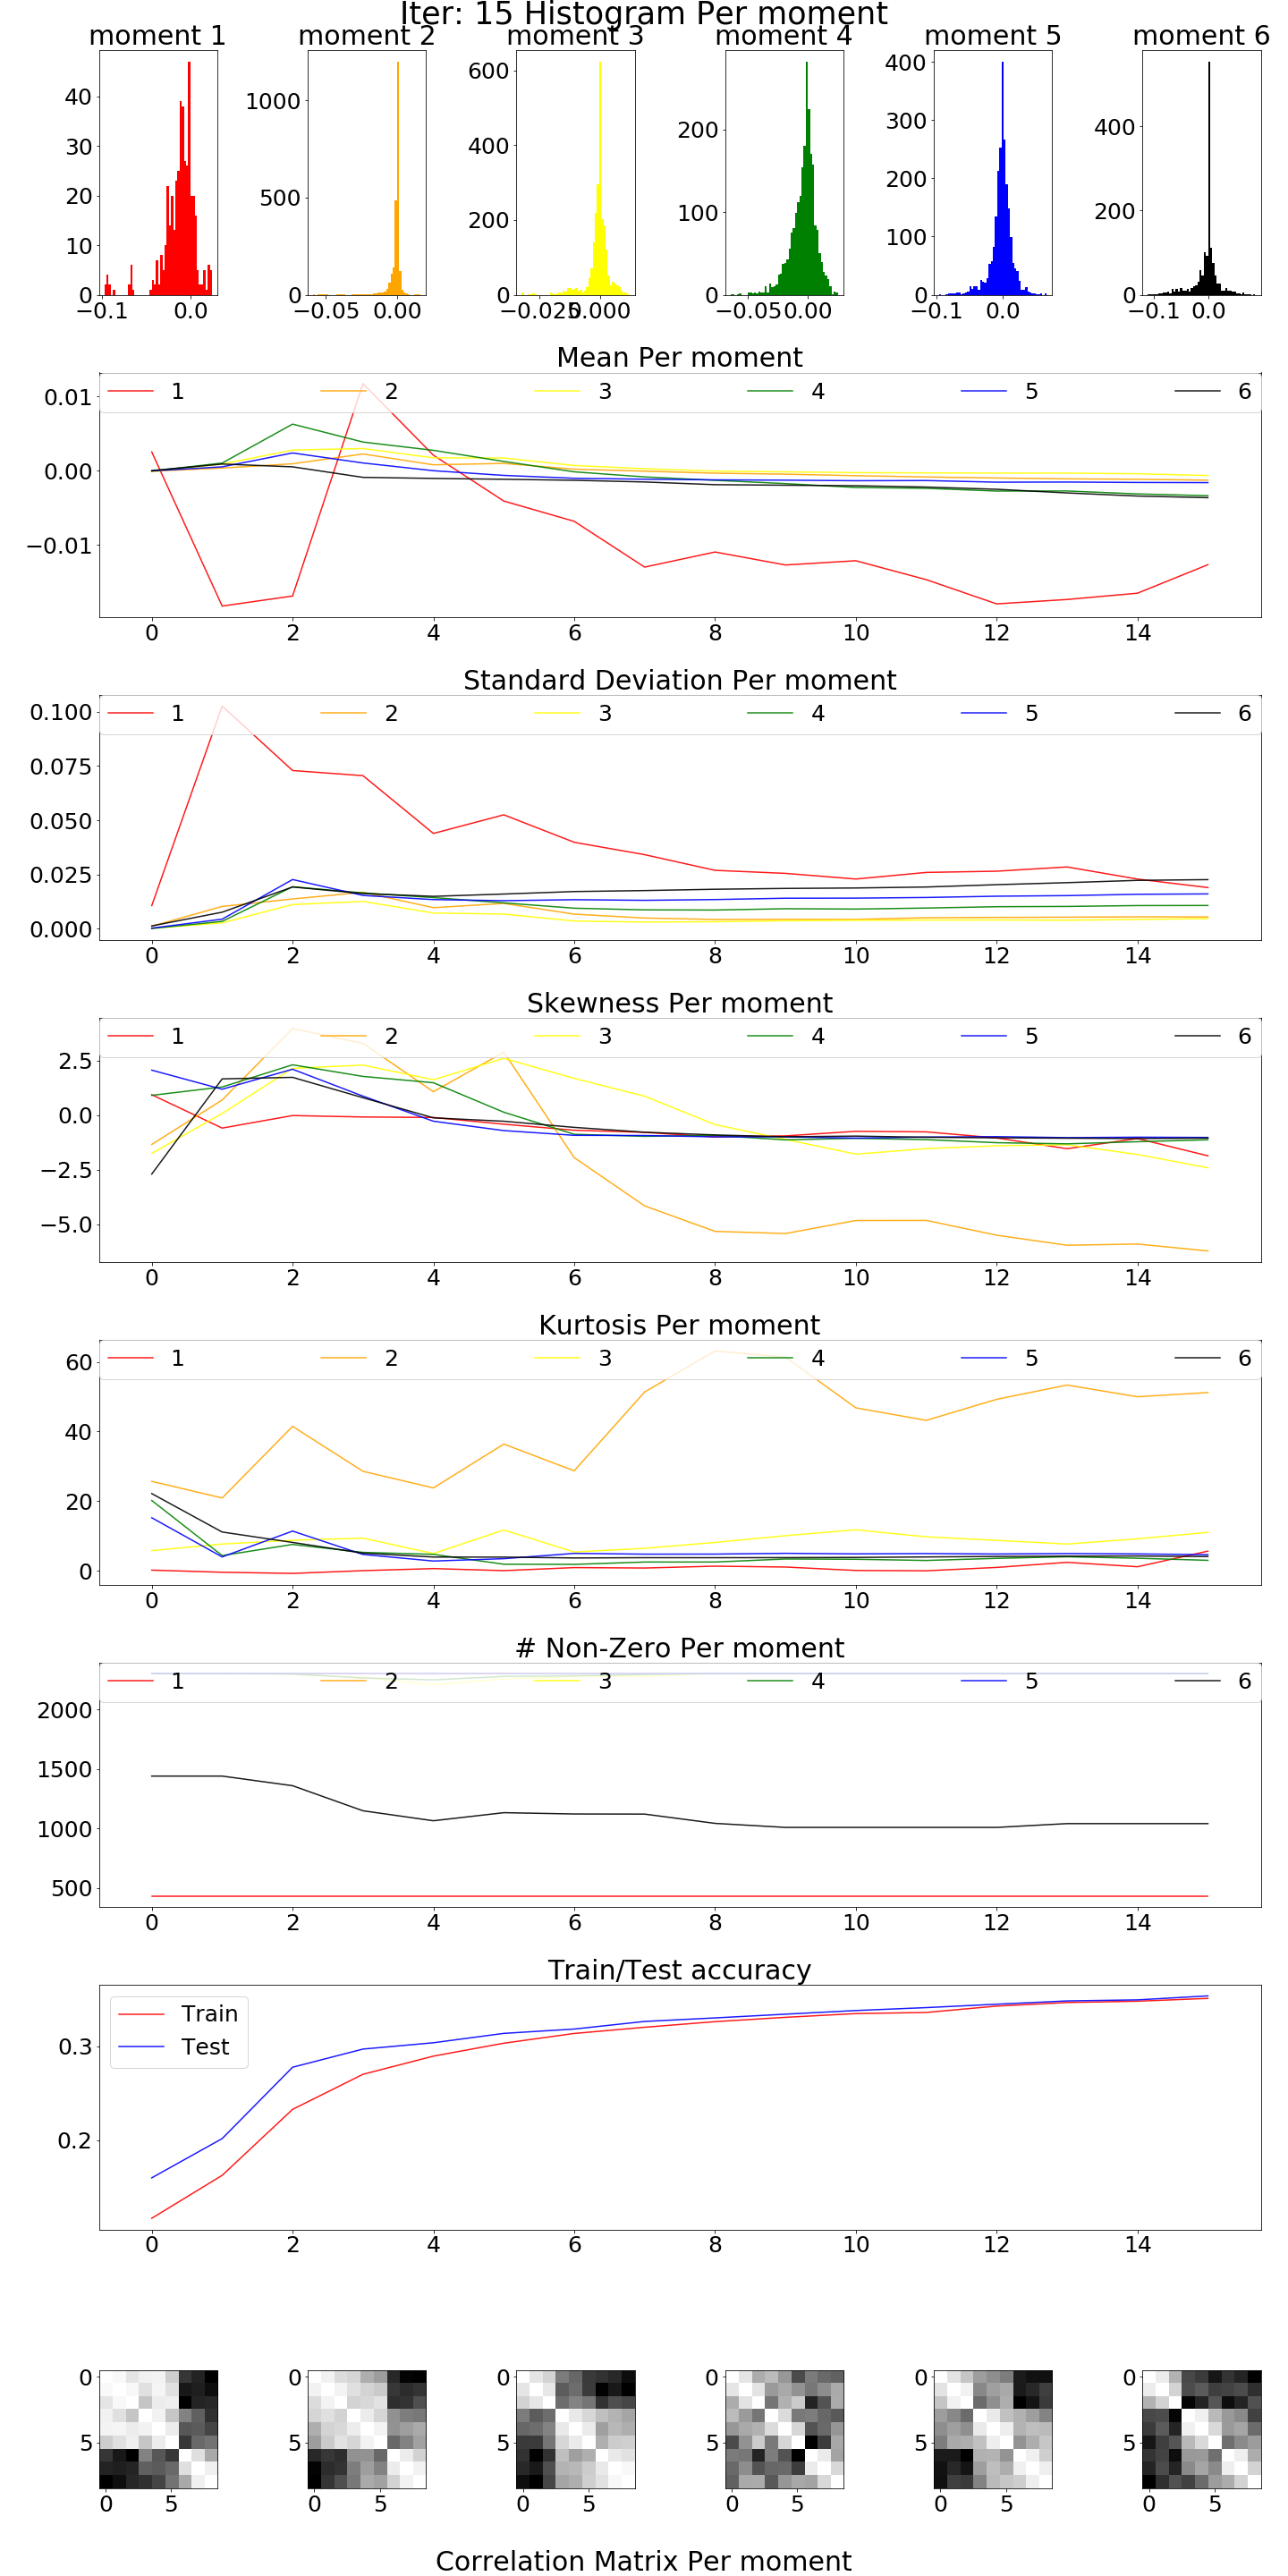 Iter: 15 Histogram Per moment
moment 1 moment 2 moment 3 moment 4 moment 5 moment 6
40 30 20 10 0
−0.1 0.0
1000 500 0
−0.05 0.00
600 400 200 0
−0.025 0.000
200 100 0
−0.05 0.00
400 300 200 100 0
−0.1 0.0
400 200 0
−0.1 0.0
Mean Per moment
1 2 3 4 5 6
0.01
0.00
−0.01
0 2 4 6 8 10 12 14
Standard Deviation Per moment
1 2 3 4 5 6
0.100
0.075
0.050
0.025
0.000
0 2 4 6 8 10 12 14
Skewness Per moment
1 2 3 4 5 6
2.5
0.0
−2.5
−5.0
0 2 4 6 8 10 12 14
Kurtosis Per moment
1 2 3 4 5 6
60
40
20
0
0 2 4 6 8 10 12 14
# Non-Zero Per moment
1 2 3 4 5 6
2000
1500
1000
500
0 2 4 6 8 10 12 14
Train/Test accuracy
Train
Test
0.3
0.2
0 2 4 6 8 10 12 14
0 0 0 0 0 0
5 5 5 5 5 5
0 5 0 5 0 5 0 5 0 5 0 5
Correlation Matrix Per moment